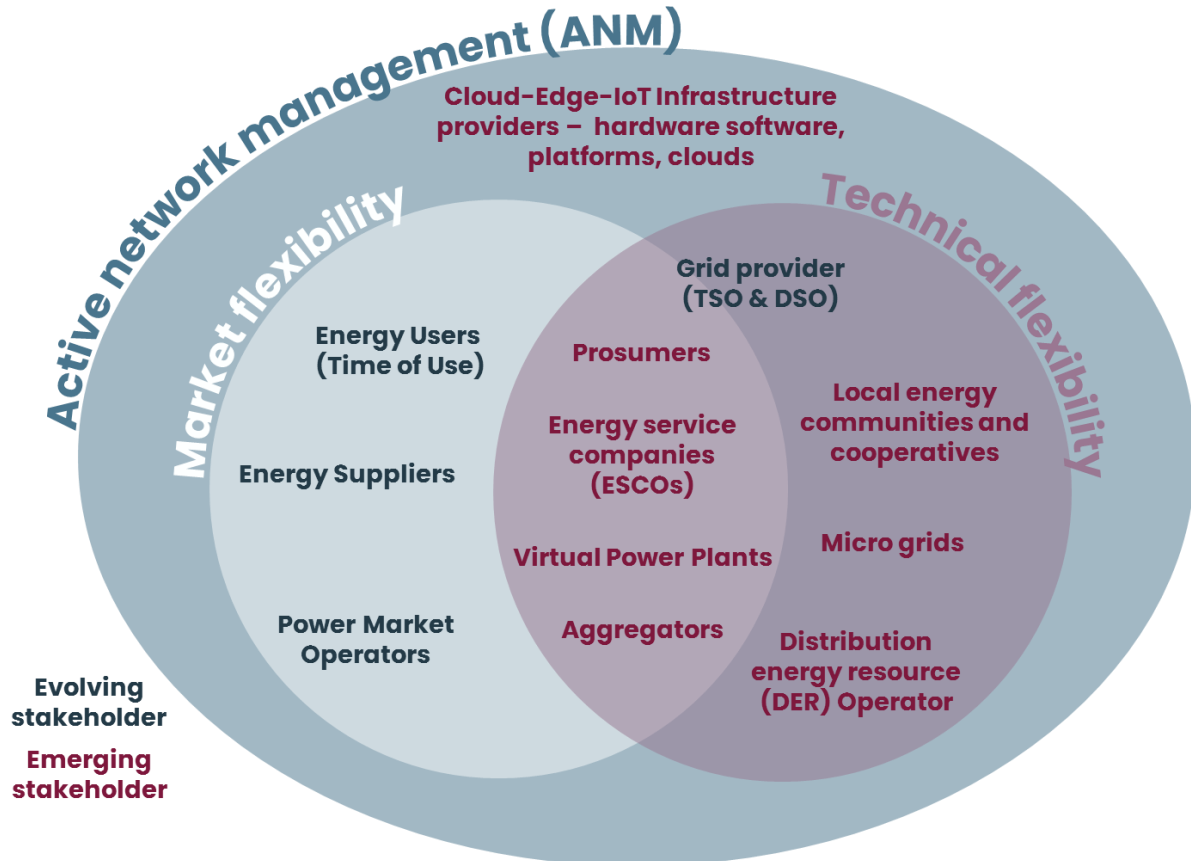 Active network management (ANM)
Cloud-Edge-IoT Infrastructure
providers – hardware software,
platforms, clouds
Market flexibility
Technical flexibility
Grid provider
(TSO & DSO)
Energy Users
(Time of Use)
Prosumers
Local energy
communities and
cooperatives
Energy service
companies
(ESCOs)
Energy Suppliers
Virtual Power Plants
Micro grids
Power Market
Operators
Aggregators
Distribution
energy resource
(DER) Operator
Evolving
stakeholder
Emerging
stakeholder